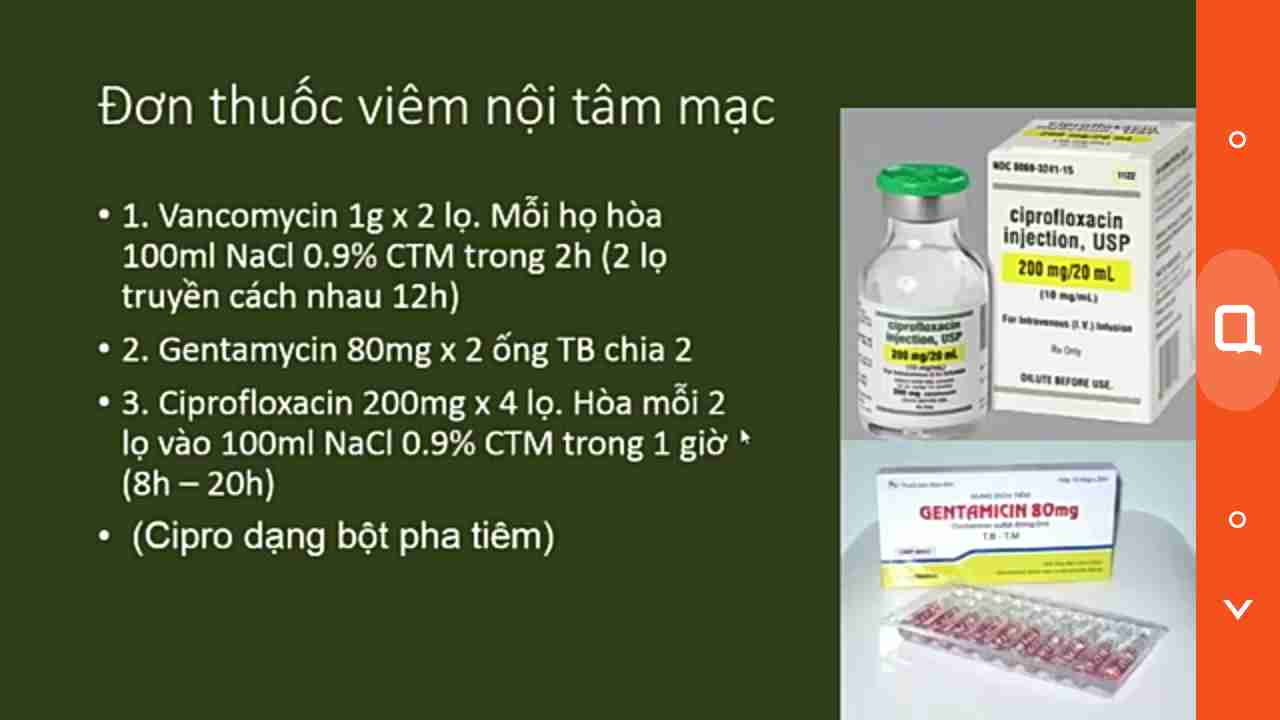 Đơn thuốc viêm nội tâm mạc
• 1. Vancomycin 1g x 2 lọ. Mỗi họ hòa
100ml NaCl 0.9% CTM trong 2h (2 lọ
truyền cách nhau 12h)
• 2. Gentamycin 80mg x 2 ống TB chia 2
• 3. Ciprofloxacin 200mg x 4 lọ. Hòa mỗi 2
lọ vào 100ml NaCl 0.9% CTM trong 1 giờ
(8h – 20h)
• (Cipro dạng bột pha tiêm)
NDC 0069-3241-15
1122
ciprofloxacin
injection, USP
200 mg/20 mL
(10 mg/mL)
For Intravenous (I.V.) Infusion
Rx Only
DILUTE BEFORE USE.
ciprofloxacin
injection, USP
200 mg/20 mL
GENTAMICIN 80mg
T.B - T.M